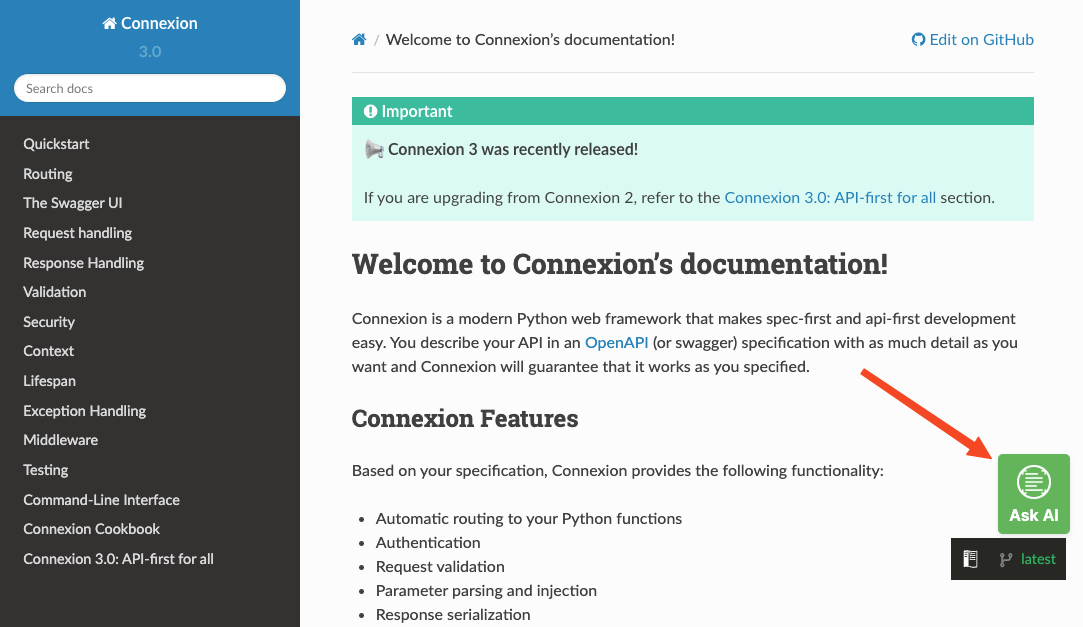 Connexion
3.0
Search docs
Quickstart
Routing
The Swagger UI
Request handling
Response Handling
Validation
Security
Context
Lifespan
Exception Handling
Middleware
Testing
Command-Line Interface
Connexion Cookbook
Connexion 3.0: API-first for all
/ Welcome to Connexion’s documentation!
Edit on GitHub
Important
Connexion 3 was recently released!
If you are upgrading from Connexion 2, refer to the Connexion 3.0: API-first for all section.
Welcome to Connexion’s documentation!
Connexion is a modern Python web framework that makes spec-first and api-first development
easy. You describe your API in an OpenAPI (or swagger) specification with as much detail as you
want and Connexion will guarantee that it works as you specified.
Connexion Features
Based on your specification, Connexion provides the following functionality:
• Automatic routing to your Python functions
• Authentication
• Request validation
• Parameter parsing and injection
• Response serialization
Ask AI
latest